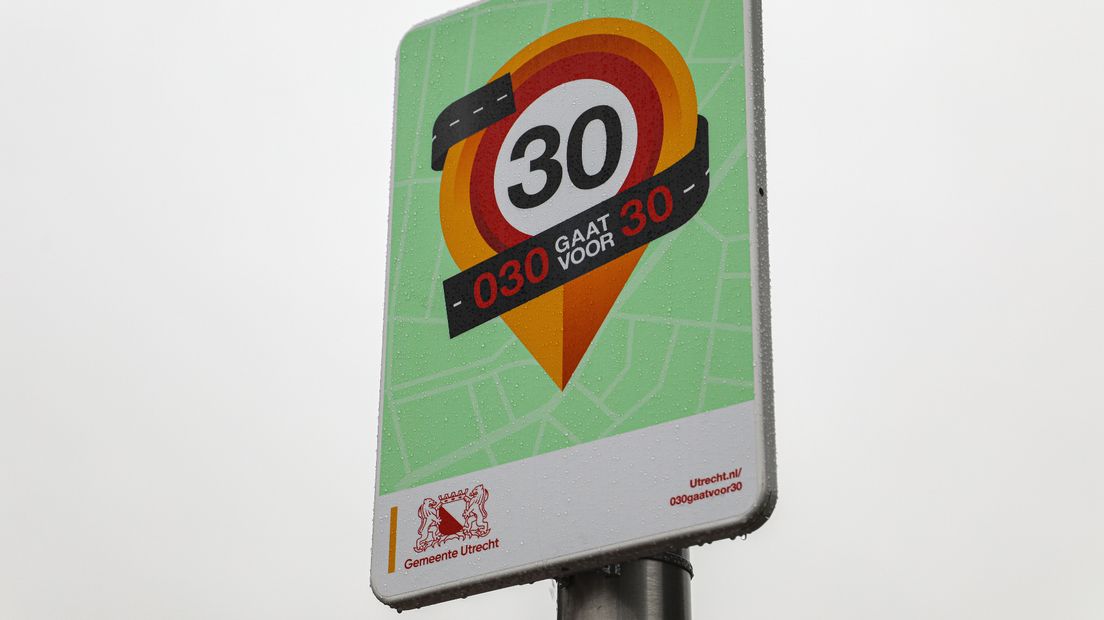 30
030 GAAT VOOR 30
Utrecht.nl/
030gaatvoor30
Gemeente Utrecht